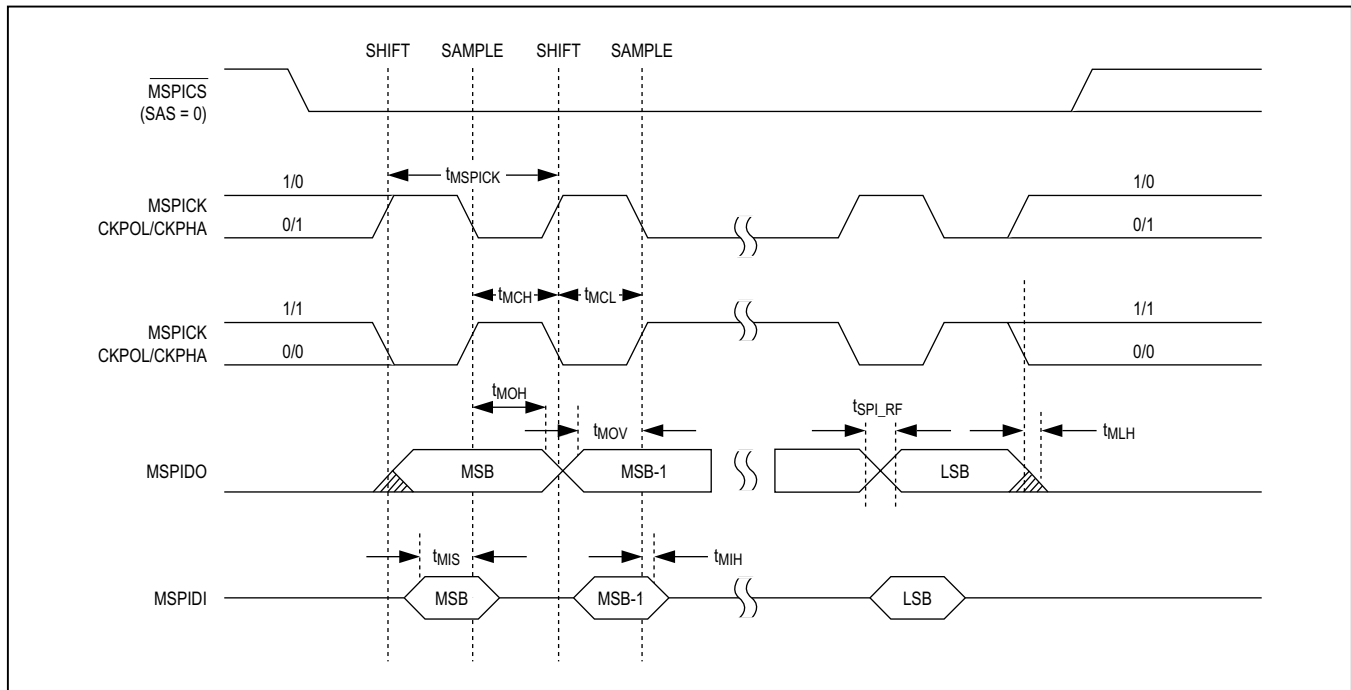 SHIFT SAMPLE SHIFT SAMPLE
MSPICS
(SAS = 0)
tMSPICK
1/0 1/0
MSPICK
CKPOL/CKPHA 0/1 0/1
tMCH tMCL
1/1 1/1
MSPICK
CKPOL/CKPHA 0/0 0/0
tMOH
tSPI_RF
tMOV tMLH
MSPIDO MSB MSB-1 LSB
tMIS tMIH
MSPIDI MSB MSB-1 LSB